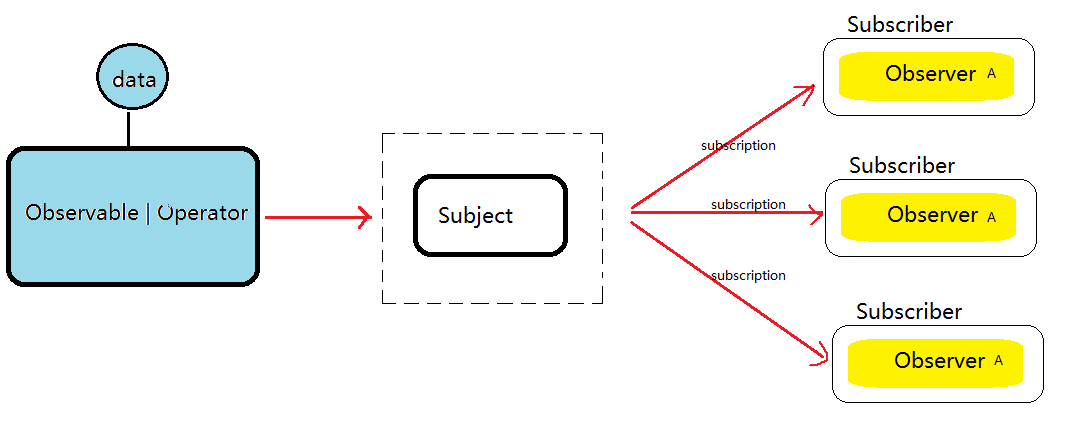 data
Observable | Operator
Subject
subscription
subscription
subscription
Subscriber
Observer A
Subscriber
Observer A
Subscriber
Observer A